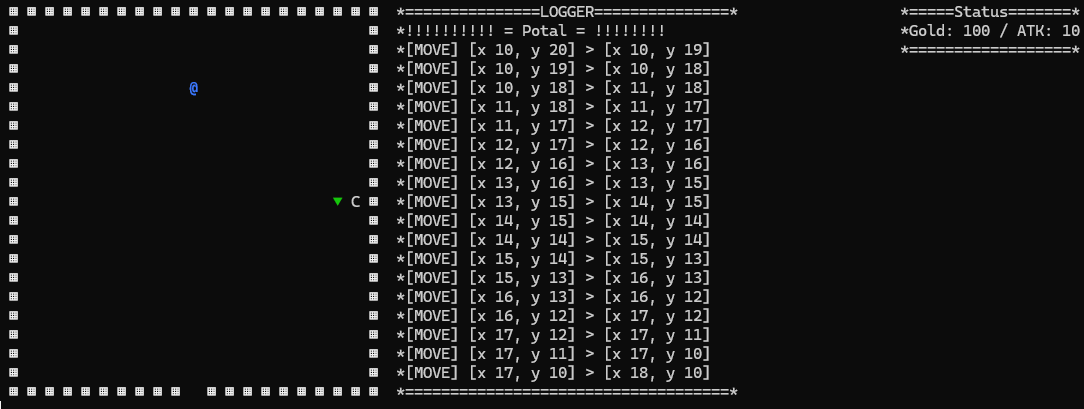 *===============LOGGER===============*
*!!!!!!!!!! = Potal = !!!!!!!!
*[MOVE] [x 10, y 20] > [x 10, y 19]
*[MOVE] [x 10, y 19] > [x 10, y 18]
*[MOVE] [x 10, y 18] > [x 11, y 18]
*[MOVE] [x 11, y 18] > [x 11, y 17]
*[MOVE] [x 11, y 17] > [x 12, y 17]
*[MOVE] [x 12, y 17] > [x 12, y 16]
*[MOVE] [x 12, y 16] > [x 13, y 16]
*[MOVE] [x 13, y 16] > [x 13, y 15]
*[MOVE] [x 13, y 15] > [x 14, y 15]
*[MOVE] [x 14, y 15] > [x 14, y 14]
*[MOVE] [x 14, y 14] > [x 15, y 14]
*[MOVE] [x 15, y 14] > [x 15, y 13]
*[MOVE] [x 15, y 13] > [x 16, y 13]
*[MOVE] [x 16, y 13] > [x 16, y 12]
*[MOVE] [x 16, y 12] > [x 17, y 12]
*[MOVE] [x 17, y 12] > [x 17, y 11]
*[MOVE] [x 17, y 11] > [x 17, y 10]
*[MOVE] [x 17, y 10] > [x 18, y 10]
*====================================*
*=====Status=======*
*Gold: 100 / ATK: 10
*==================*
@
▼ C